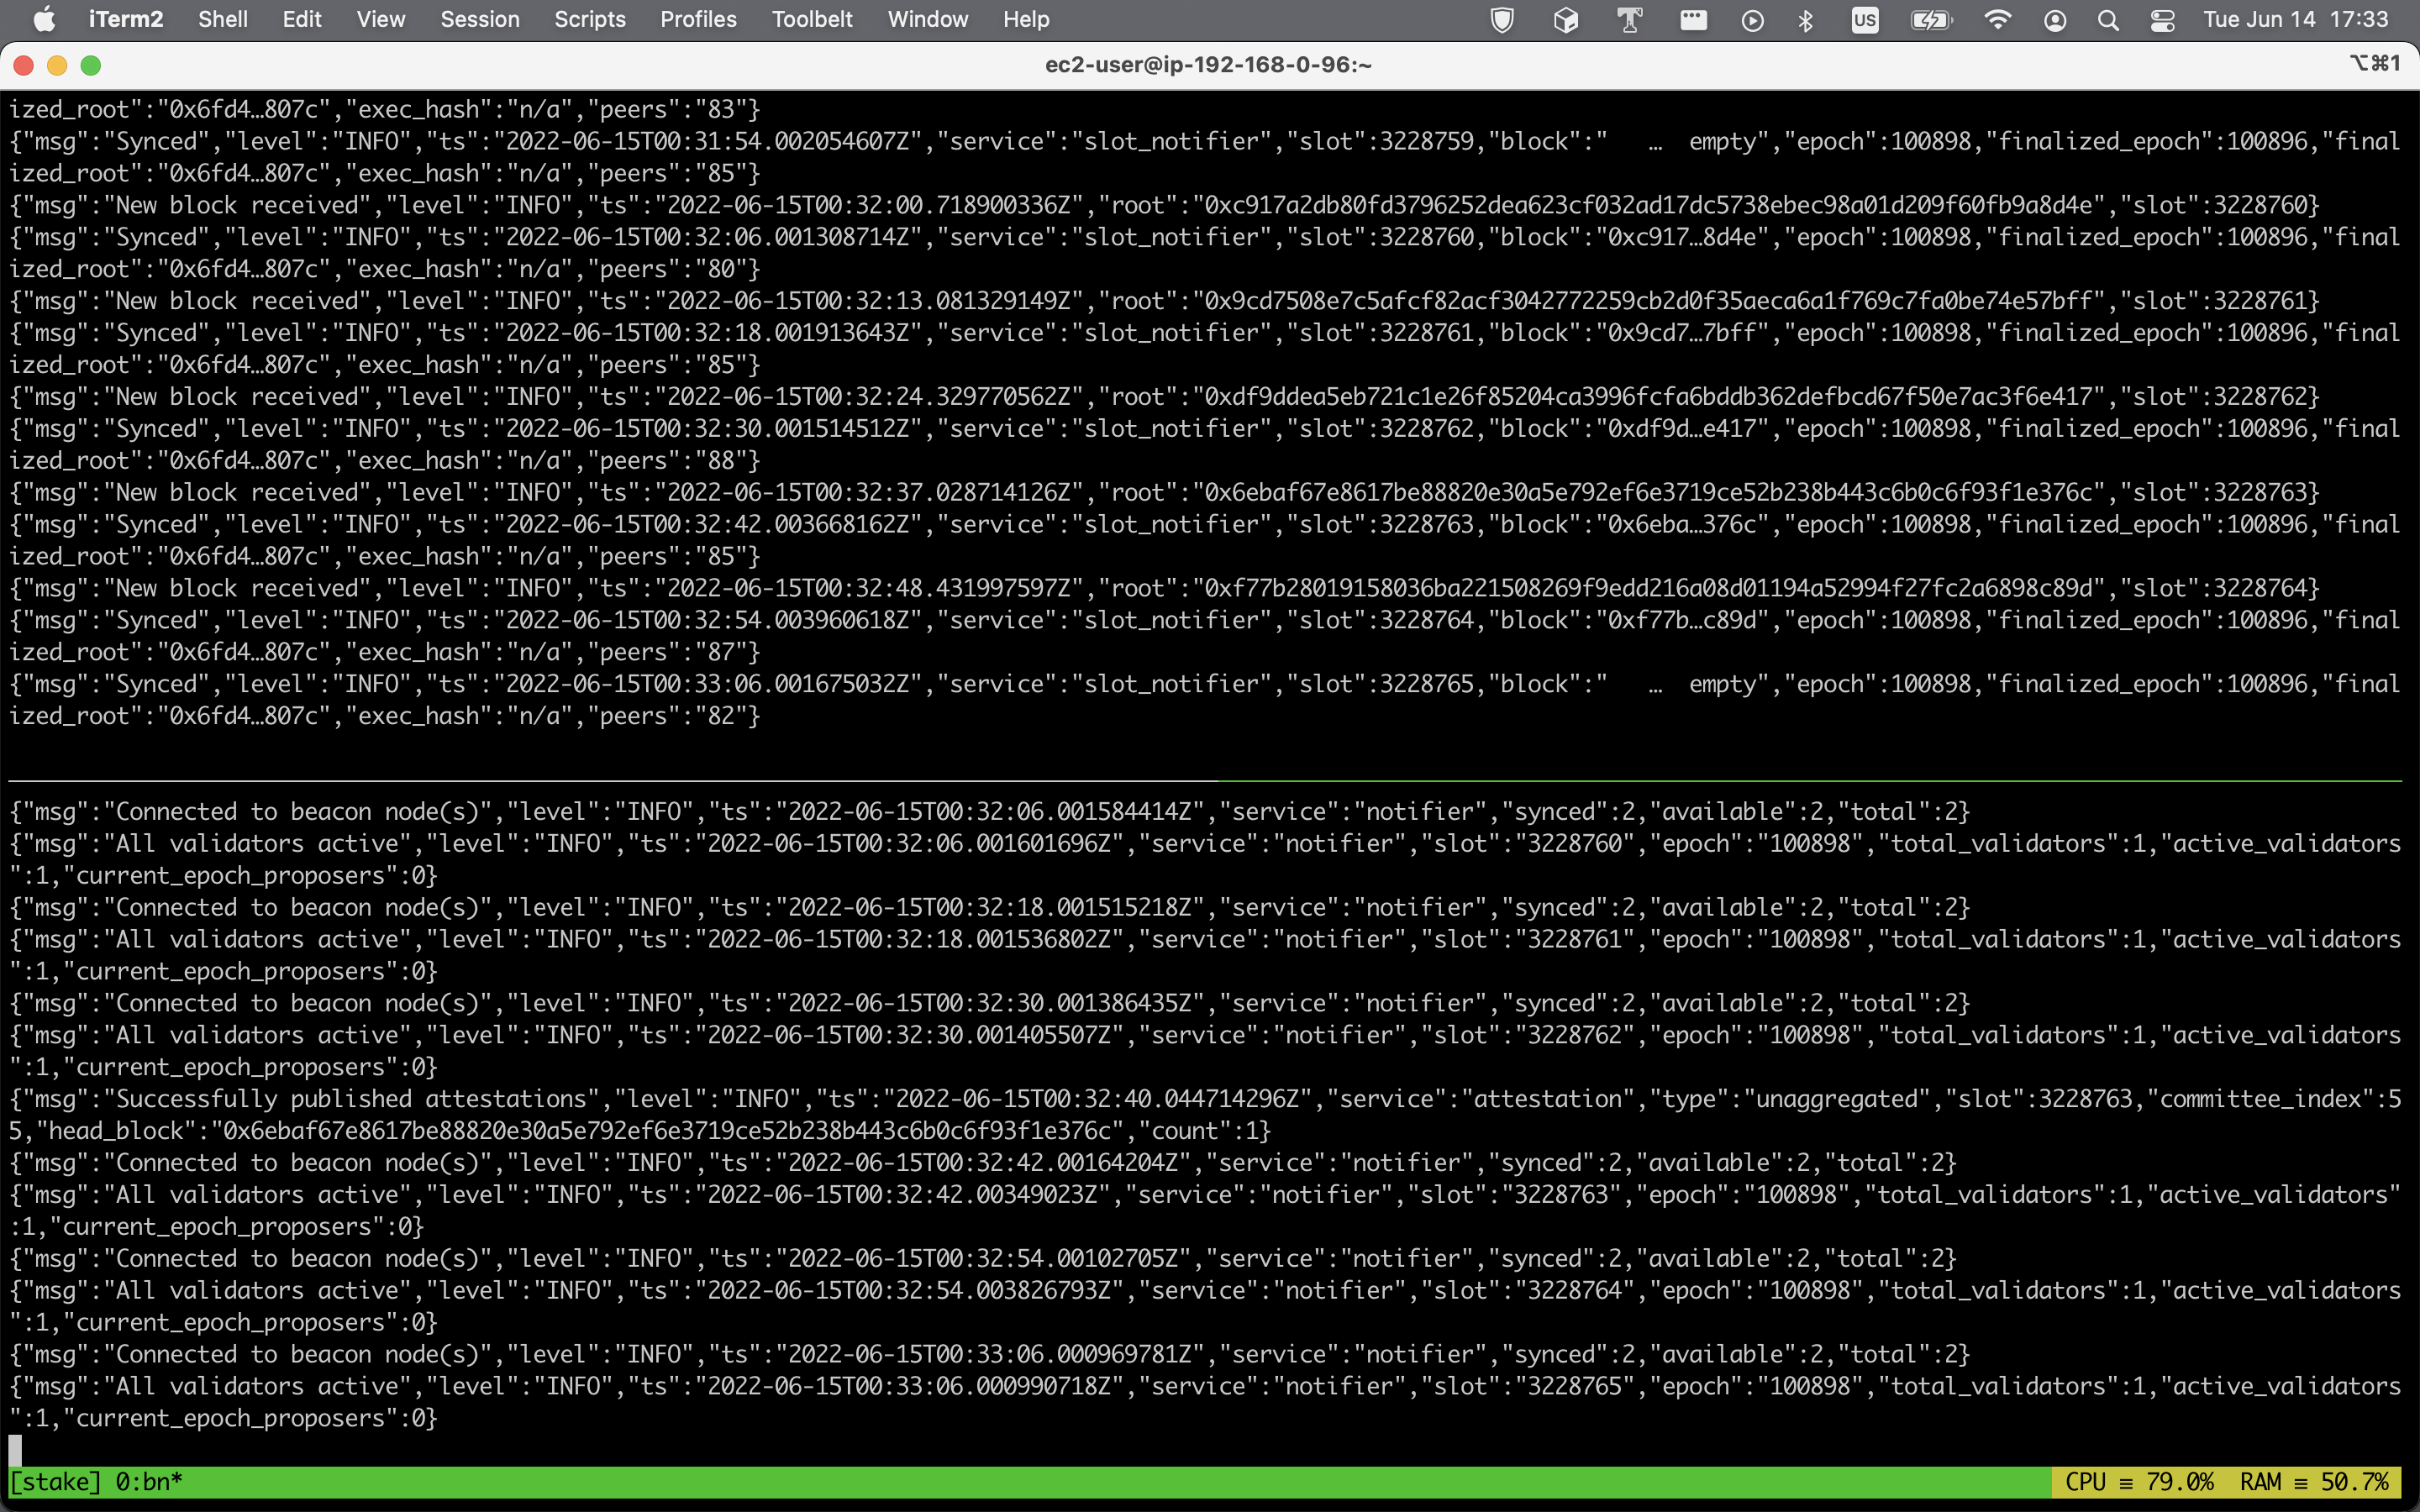 iTerm2 Shell Edit View Session Scripts Profiles Toolbelt Window Help US Tue Jun 14 17:33
ec2-user@ip-192-168-0-96:~ ⌥⌘1
ized_root":"0x6fd4…807c","exec_hash":"n/a","peers":"83"}
{"msg":"Synced","level":"INFO","ts":"2022-06-15T00:31:54.002054607Z","service":"slot_notifier","slot":3228759,"block":"   …  empty","epoch":100898,"finalized_epoch":100896,"final
ized_root":"0x6fd4…807c","exec_hash":"n/a","peers":"85"}
{"msg":"New block received","level":"INFO","ts":"2022-06-15T00:32:00.718900336Z","root":"0xc917a2db80fd3796252dea623cf032ad17dc5738ebec98a01d209f60fb9a8d4e","slot":3228760}
{"msg":"Synced","level":"INFO","ts":"2022-06-15T00:32:06.001308714Z","service":"slot_notifier","slot":3228760,"block":"0xc917…8d4e","epoch":100898,"finalized_epoch":100896,"final
ized_root":"0x6fd4…807c","exec_hash":"n/a","peers":"80"}
{"msg":"New block received","level":"INFO","ts":"2022-06-15T00:32:13.081329149Z","root":"0x9cd7508e7c5afcf82acf3042772259cb2d0f35aeca6a1f769c7fa0be74e57bff","slot":3228761}
{"msg":"Synced","level":"INFO","ts":"2022-06-15T00:32:18.001913643Z","service":"slot_notifier","slot":3228761,"block":"0x9cd7…7bff","epoch":100898,"finalized_epoch":100896,"final
ized_root":"0x6fd4…807c","exec_hash":"n/a","peers":"85"}
{"msg":"New block received","level":"INFO","ts":"2022-06-15T00:32:24.329770562Z","root":"0xdf9ddea5eb721c1e26f85204ca3996fcfa6bddb362defbcd67f50e7ac3f6e417","slot":3228762}
{"msg":"Synced","level":"INFO","ts":"2022-06-15T00:32:30.001514512Z","service":"slot_notifier","slot":3228762,"block":"0xdf9d…e417","epoch":100898,"finalized_epoch":100896,"final
ized_root":"0x6fd4…807c","exec_hash":"n/a","peers":"88"}
{"msg":"New block received","level":"INFO","ts":"2022-06-15T00:32:37.028714126Z","root":"0x6ebaf67e8617be88820e30a5e792ef6e3719ce52b238b443c6b0c6f93f1e376c","slot":3228763}
{"msg":"Synced","level":"INFO","ts":"2022-06-15T00:32:42.003668162Z","service":"slot_notifier","slot":3228763,"block":"0x6eba…376c","epoch":100898,"finalized_epoch":100896,"final
ized_root":"0x6fd4…807c","exec_hash":"n/a","peers":"85"}
{"msg":"New block received","level":"INFO","ts":"2022-06-15T00:32:48.431997597Z","root":"0xf77b28019158036ba221508269f9edd216a08d01194a52994f27fc2a6898c89d","slot":3228764}
{"msg":"Synced","level":"INFO","ts":"2022-06-15T00:32:54.003960618Z","service":"slot_notifier","slot":3228764,"block":"0xf77b…c89d","epoch":100898,"finalized_epoch":100896,"final
ized_root":"0x6fd4…807c","exec_hash":"n/a","peers":"87"}
{"msg":"Synced","level":"INFO","ts":"2022-06-15T00:33:06.001675032Z","service":"slot_notifier","slot":3228765,"block":"   …  empty","epoch":100898,"finalized_epoch":100896,"final
ized_root":"0x6fd4…807c","exec_hash":"n/a","peers":"82"}
{"msg":"Connected to beacon node(s)","level":"INFO","ts":"2022-06-15T00:32:06.001584414Z","service":"notifier","synced":2,"available":2,"total":2}
{"msg":"All validators active","level":"INFO","ts":"2022-06-15T00:32:06.001601696Z","service":"notifier","slot":"3228760","epoch":"100898","total_validators":1,"active_validators
":1,"current_epoch_proposers":0}
{"msg":"Connected to beacon node(s)","level":"INFO","ts":"2022-06-15T00:32:18.001515218Z","service":"notifier","synced":2,"available":2,"total":2}
{"msg":"All validators active","level":"INFO","ts":"2022-06-15T00:32:18.001536802Z","service":"notifier","slot":"3228761","epoch":"100898","total_validators":1,"active_validators
":1,"current_epoch_proposers":0}
{"msg":"Connected to beacon node(s)","level":"INFO","ts":"2022-06-15T00:32:30.001386435Z","service":"notifier","synced":2,"available":2,"total":2}
{"msg":"All validators active","level":"INFO","ts":"2022-06-15T00:32:30.001405507Z","service":"notifier","slot":"3228762","epoch":"100898","total_validators":1,"active_validators
":1,"current_epoch_proposers":0}
{"msg":"Successfully published attestations","level":"INFO","ts":"2022-06-15T00:32:40.044714296Z","service":"attestation","type":"unaggregated","slot":3228763,"committee_index":5
5,"head_block":"0x6ebaf67e8617be88820e30a5e792ef6e3719ce52b238b443c6b0c6f93f1e376c","count":1}
{"msg":"Connected to beacon node(s)","level":"INFO","ts":"2022-06-15T00:32:42.00164204Z","service":"notifier","synced":2,"available":2,"total":2}
{"msg":"All validators active","level":"INFO","ts":"2022-06-15T00:32:42.00349023Z","service":"notifier","slot":"3228763","epoch":"100898","total_validators":1,"active_validators"
:1,"current_epoch_proposers":0}
{"msg":"Connected to beacon node(s)","level":"INFO","ts":"2022-06-15T00:32:54.00102705Z","service":"notifier","synced":2,"available":2,"total":2}
{"msg":"All validators active","level":"INFO","ts":"2022-06-15T00:32:54.003826793Z","service":"notifier","slot":"3228764","epoch":"100898","total_validators":1,"active_validators
":1,"current_epoch_proposers":0}
{"msg":"Connected to beacon node(s)","level":"INFO","ts":"2022-06-15T00:33:06.000969781Z","service":"notifier","synced":2,"available":2,"total":2}
{"msg":"All validators active","level":"INFO","ts":"2022-06-15T00:33:06.000990718Z","service":"notifier","slot":"3228765","epoch":"100898","total_validators":1,"active_validators
":1,"current_epoch_proposers":0}
[stake] 0:bn* CPU ≡ 79.0% RAM ≡ 50.7%